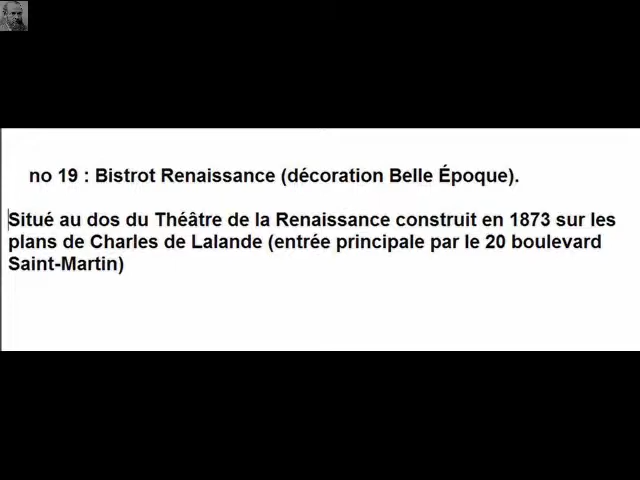 no 19 : Bistrot Renaissance (décoration Belle Époque).
Situé au dos du Théâtre de la Renaissance construit en 1873 sur les
plans de Charles de Lalande (entrée principale par le 20 boulevard
Saint-Martin)